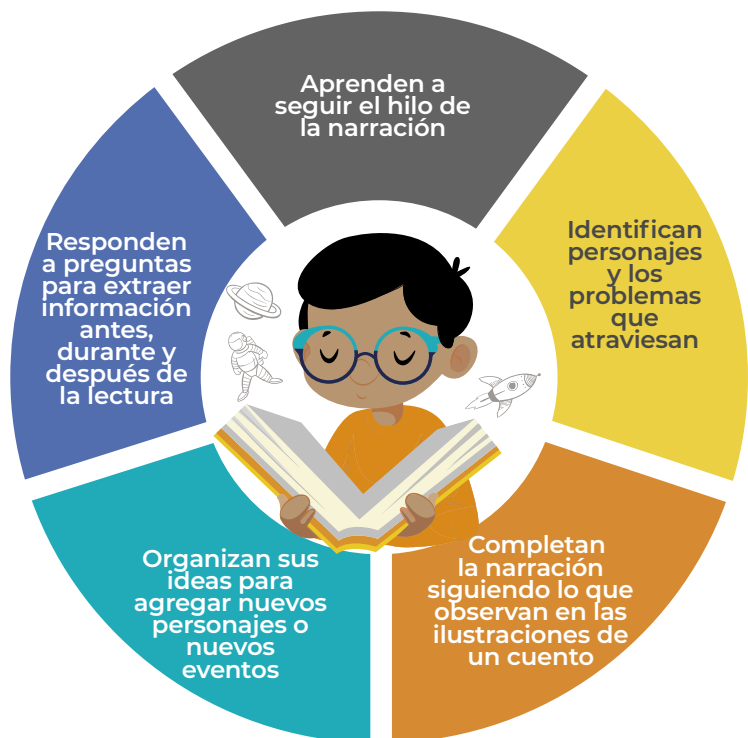 Aprenden a
seguir el hilo de
la narración
Identifican
personajes
y los
problemas
que
atraviesan
Completan
la narración
siguiendo lo que
observan en las
ilustraciones de
un cuento
Organizan sus
ideas para
agregar nuevos
personajes o
nuevos
eventos
Responden
a preguntas
para extraer
información
antes,
durante y
después de
la lectura